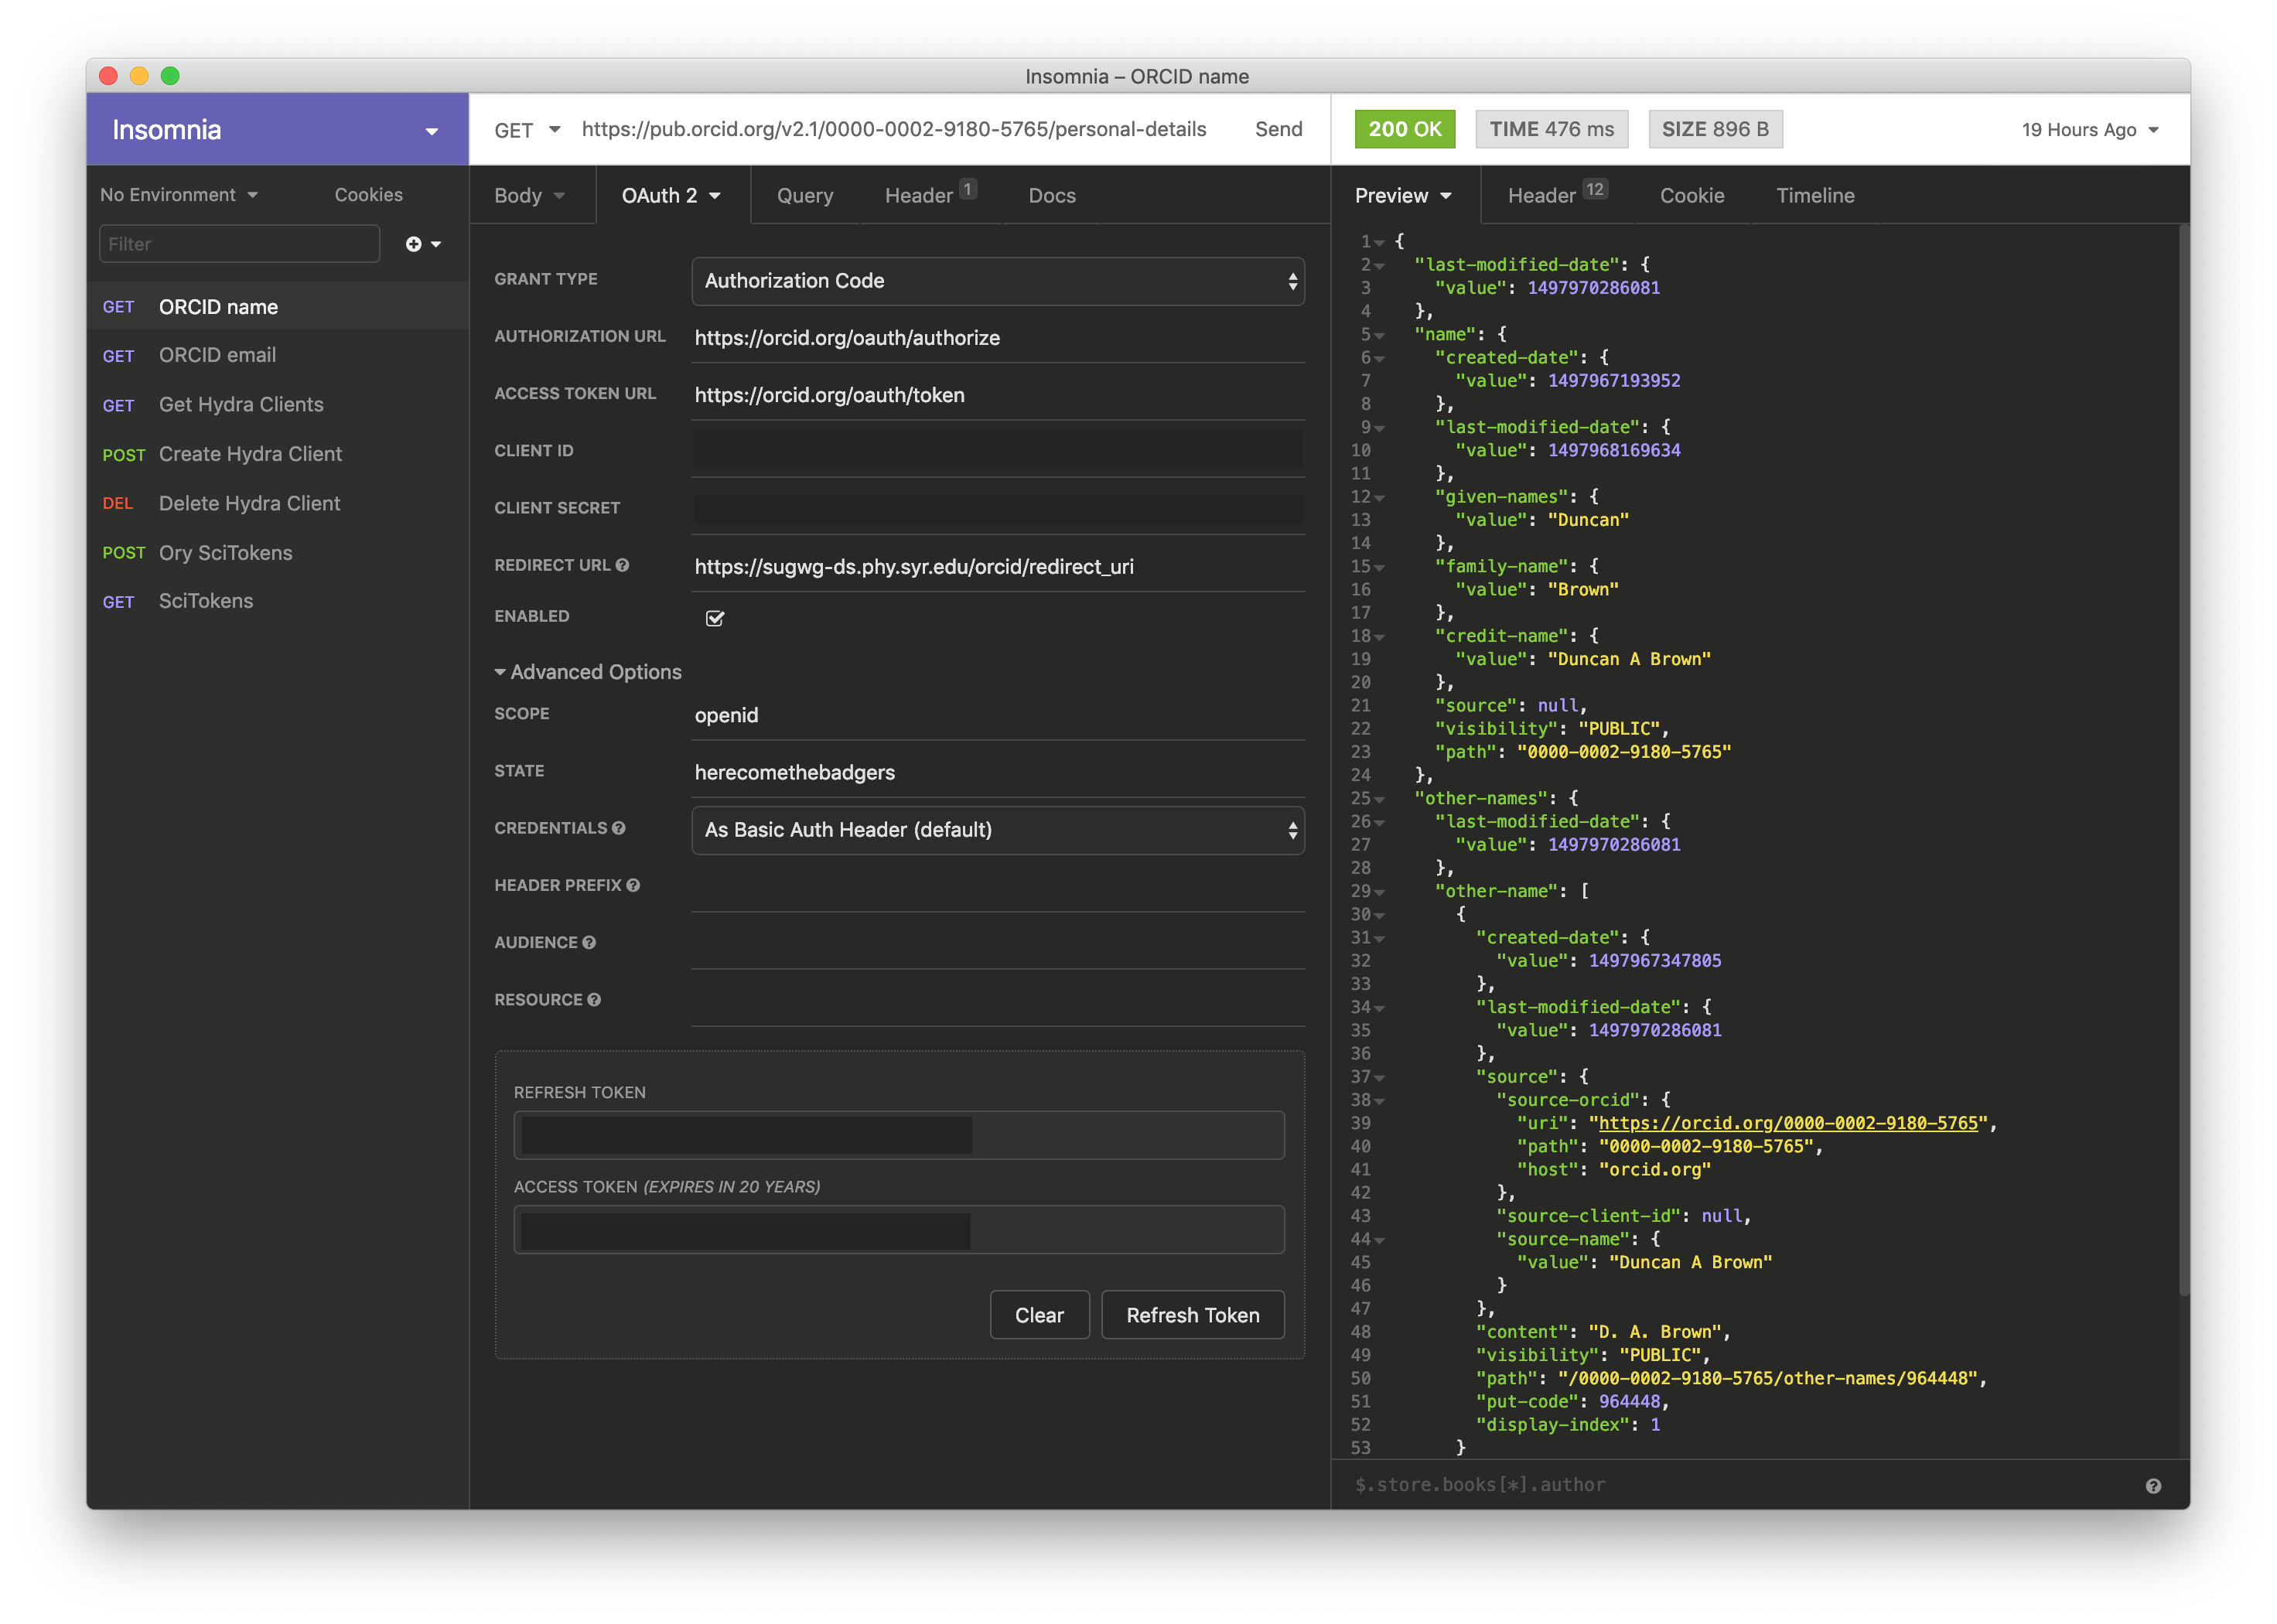 Insomnia – ORCID name
Insomnia
GET https://pub.orcid.org/v2.1/0000-0002-9180-5765/personal-details Send
200 OK TIME 476 ms SIZE 896 B 19 Hours Ago
No Environment Cookies
Filter
GET ORCID name
GET ORCID email
GET Get Hydra Clients
POST Create Hydra Client
DEL Delete Hydra Client
POST Ory SciTokens
GET SciTokens
Body OAuth 2 Query Header 1 Docs
GRANT TYPE Authorization Code
AUTHORIZATION URL https://orcid.org/oauth/authorize
ACCESS TOKEN URL https://orcid.org/oauth/token
CLIENT ID
CLIENT SECRET
REDIRECT URL https://sugwg-ds.phy.syr.edu/orcid/redirect_uri
ENABLED
Advanced Options
SCOPE openid
STATE herecomethebadgers
CREDENTIALS As Basic Auth Header (default)
HEADER PREFIX
AUDIENCE
RESOURCE
REFRESH TOKEN
ACCESS TOKEN (EXPIRES IN 20 YEARS)
Clear Refresh Token
Preview Header 12 Cookie Timeline
1 {
2 "last-modified-date": {
3 "value": 1497970286081
4 },
5 "name": {
6 "created-date": {
7 "value": 1497967193952
8 },
9 "last-modified-date": {
10 "value": 1497968169634
11 },
12 "given-names": {
13 "value": "Duncan"
14 },
15 "family-name": {
16 "value": "Brown"
17 },
18 "credit-name": {
19 "value": "Duncan A Brown"
20 },
21 "source": null,
22 "visibility": "PUBLIC",
23 "path": "0000-0002-9180-5765"
24 },
25 "other-names": {
26 "last-modified-date": {
27 "value": 1497970286081
28 },
29 "other-name": [
30 {
31 "created-date": {
32 "value": 1497967347805
33 },
34 "last-modified-date": {
35 "value": 1497970286081
36 },
37 "source": {
38 "source-orcid": {
39 "uri": "https://orcid.org/0000-0002-9180-5765",
40 "path": "0000-0002-9180-5765",
41 "host": "orcid.org"
42 },
43 "source-client-id": null,
44 "source-name": {
45 "value": "Duncan A Brown"
46 }
47 },
48 "content": "D. A. Brown",
49 "visibility": "PUBLIC",
50 "path": "/0000-0002-9180-5765/other-names/964448",
51 "put-code": 964448,
52 "display-index": 1
53 }
$.store.books[*].author